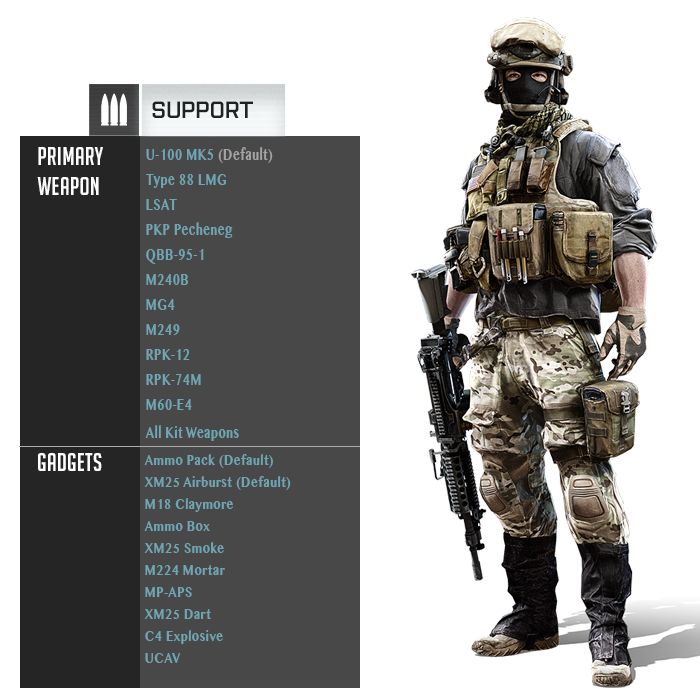 SUPPORT
PRIMARY
WEAPON
U-100 MK5 (Default)
Type 88 LMG
LSAT
PKP Pecheneg
QBB-95-1
M240B
MG4
M249
RPK-12
RPK-74M
M60-E4
All Kit Weapons
GADGETS
Ammo Pack (Default)
XM25 Airburst (Default)
M18 Claymore
Ammo Box
XM25 Smoke
M224 Mortar
MP-APS
XM25 Dart
C4 Explosive
UCAV